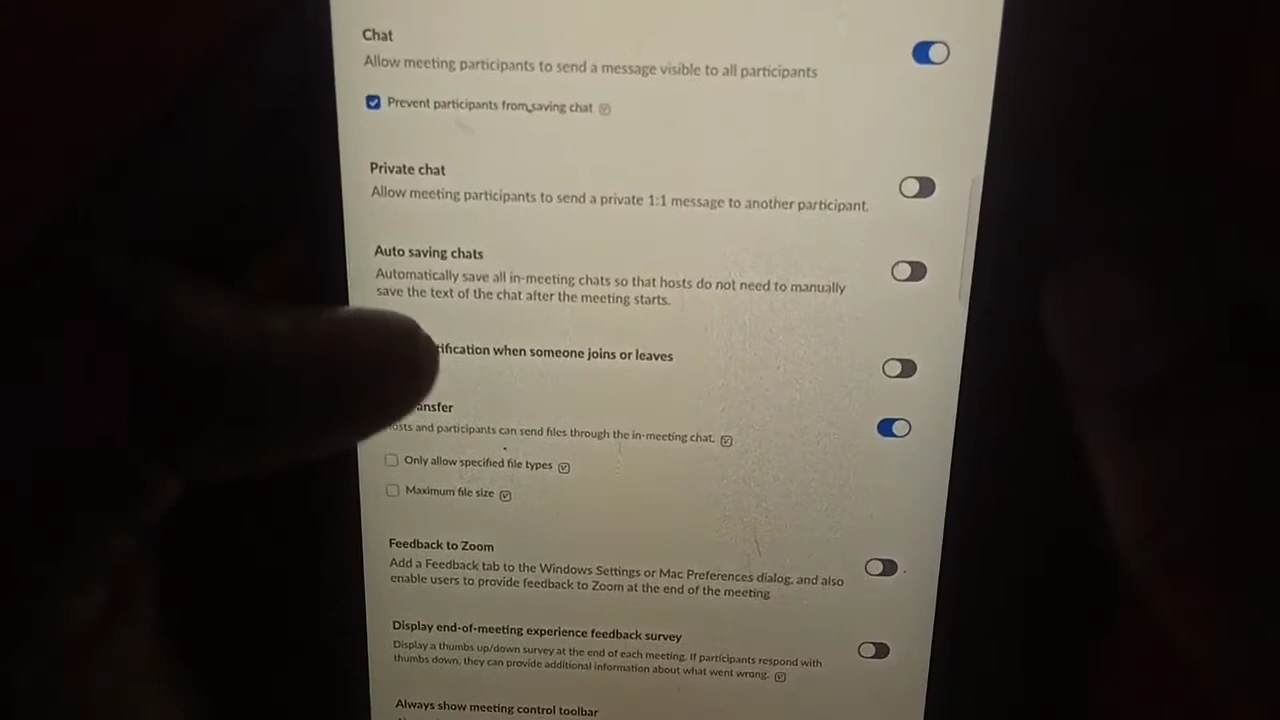 Chat
Allow meeting participants to send a message visible to all participants
Prevent participants from saving chat
Private chat
Allow meeting participants to send a private 1:1 message to another participant.
Auto saving chats
Automatically save all in-meeting chats so that hosts do not need to manually
save the text of the chat after the meeting starts.
when someone joins or leaves
and participants can send files through the in-meeting chat.
Only allow specified file types
Maximum file size
Feedback to Zoom
Add a Feedback tab to the Windows Settings or Mac Preferences dialog, and also
enable users to provide feedback to Zoom at the end of the meeting
Display end-of-meeting experience feedback survey
Display a thumbs up/down survey at the end of each meeting. If participants respond with
thumbs down, they can provide additional information about what went wrong.
Always show meeting control toolbar